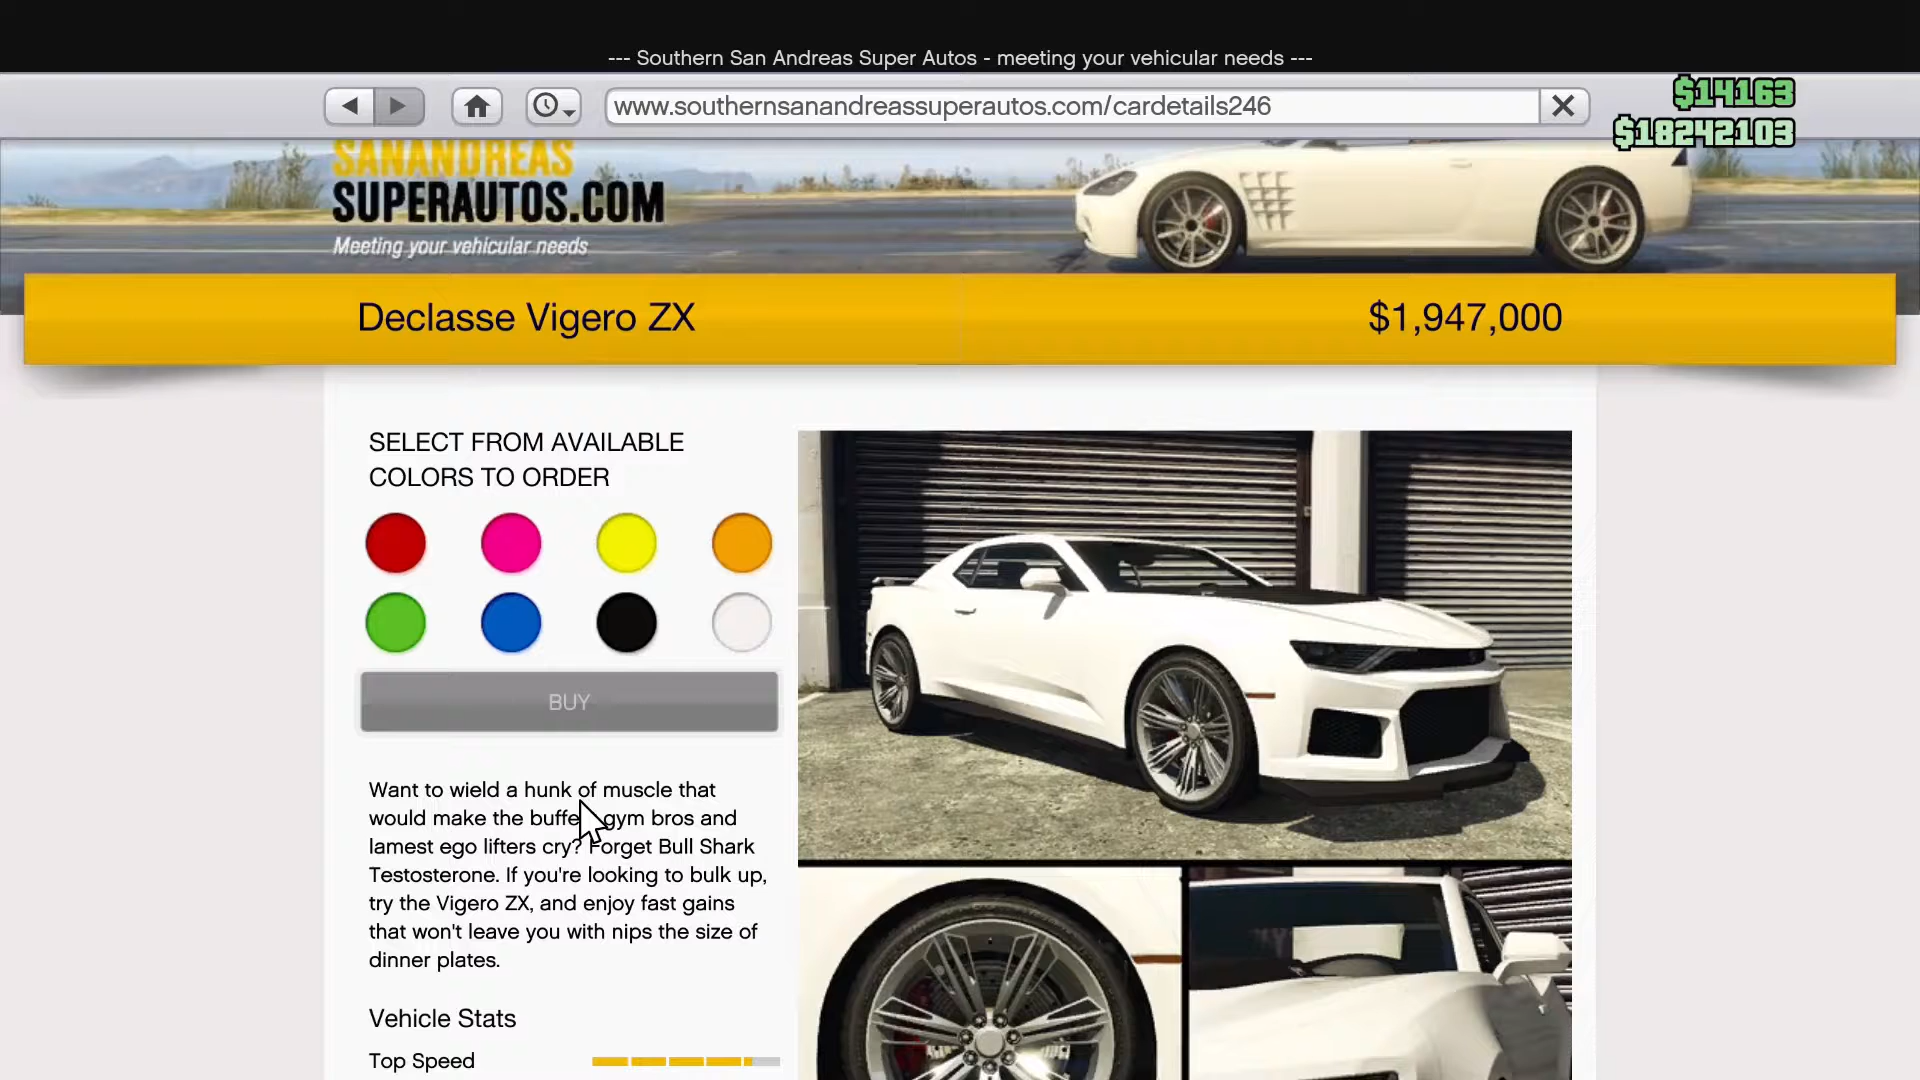 --- Southern San Andreas Super Autos - meeting your vehicular needs ---
www.southernsanandreassuperautos.com/cardetails246
$14163
$18242103
SANANDREAS
SUPERAUTOS.COM
Meeting your vehicular needs
Declasse Vigero ZX
$1,947,000
SELECT FROM AVAILABLE
COLORS TO ORDER
BUY
Want to wield a hunk of muscle that
would make the buffe gym bros and
lamest ego lifters cry? Forget Bull Shark
Testosterone. If you're looking to bulk up,
try the Vigero ZX, and enjoy fast gains
that won't leave you with nips the size of
dinner plates.
Vehicle Stats
Top Speed